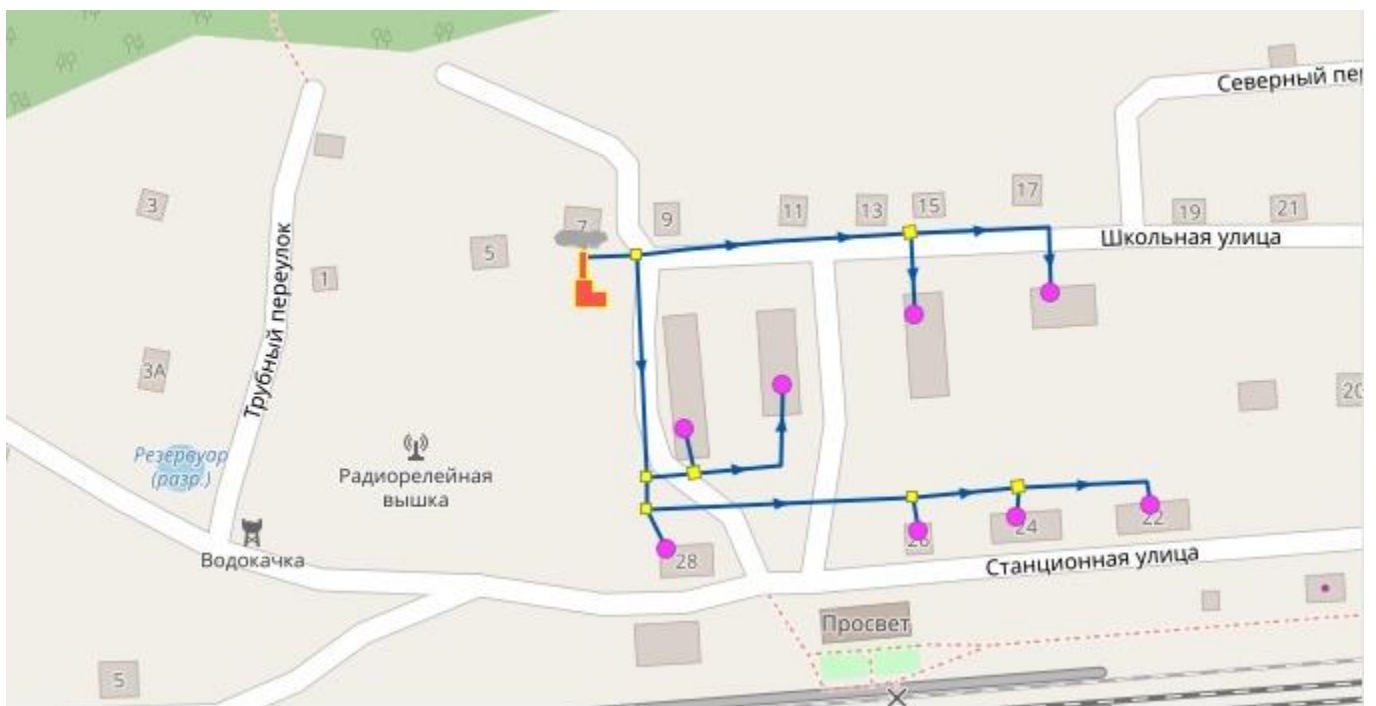 Северный пер
3
7
9
11
13
15
17
19
21
Школьная улица
5
1
Трубный переулок
3А
20
Резервуар
(разр.)
Радиорелейная
вышка
Водокачка
28
26
24
22
Станционная улица
Просвет
5